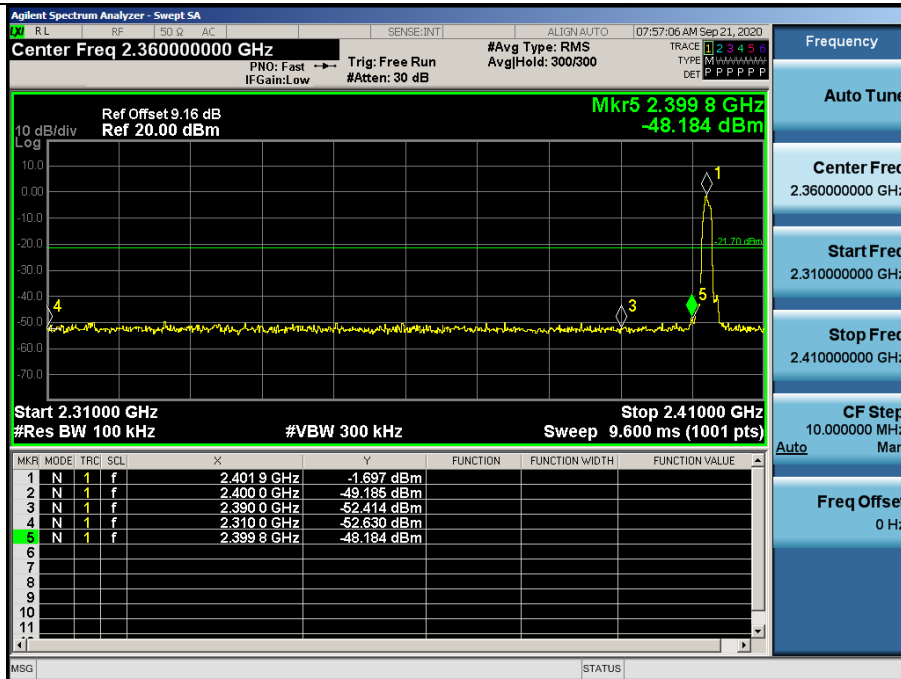 Agilent Spectrum Analyzer - Swept SA
LXI RL RF 50 Ω AC SENSE:INT ALIGN AUTO 07:57:06 AM Sep 21, 2020
Center Freq 2.360000000 GHz
PNO: Fast
IFGain:Low
Trig: Free Run
#Atten: 30 dB
#Avg Type: RMS
Avg|Hold: 300/300
TRACE 1 2 3 4 5 6
TYPE M WWWWW
DET P P P P P P
Ref Offset 9.16 dB
10 dB/div Ref 20.00 dBm
Log
Mkr5 2.399 8 GHz
-48.184 dBm
10.0
0.00
-10.0
-20.0
-30.0
-40.0
-50.0
-60.0
-70.0
1
-21.70 dBm
4
3
5
Start 2.31000 GHz Stop 2.41000 GHz
#Res BW 100 kHz #VBW 300 kHz Sweep 9.600 ms (1001 pts)
MKR MODE TRC SCL X Y FUNCTION FUNCTION WIDTH FUNCTION VALUE
1 N 1 f 2.401 9 GHz -1.697 dBm
2 N 1 f 2.400 0 GHz -49.185 dBm
3 N 1 f 2.390 0 GHz -52.414 dBm
4 N 1 f 2.310 0 GHz -52.630 dBm
5 N 1 f 2.399 8 GHz -48.184 dBm
6
7
8
9
10
11
MSG STATUS
Frequency
Auto Tune
Center Freq
2.360000000 GHz
Start Freq
2.310000000 GHz
Stop Freq
2.410000000 GHz
CF Step
10.000000 MHz
Auto Man
Freq Offset
0 Hz